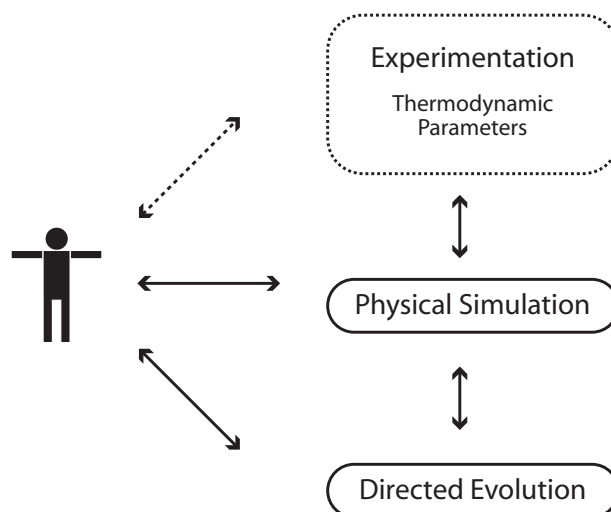 Experimentation
Thermodynamic
Parameters
Physical Simulation
Directed Evolution